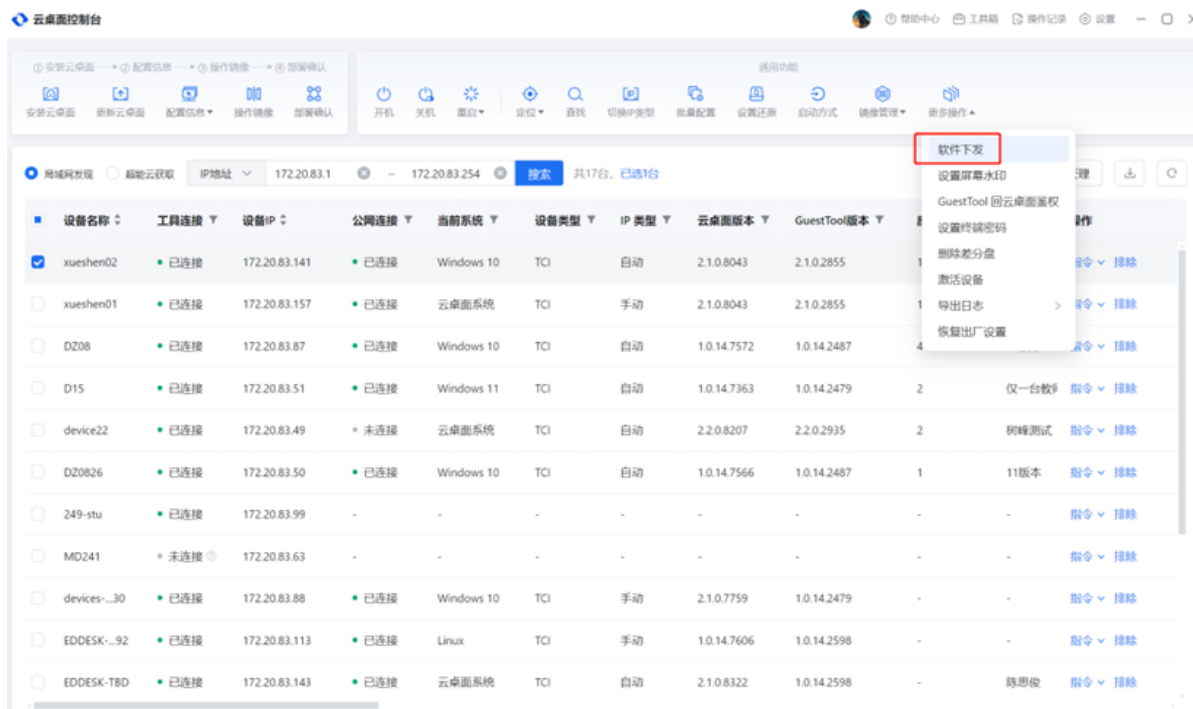 云桌面控制台 帮助中心 工具箱 操作记录 设置
①安装云桌面 ②配置信息 ③操作镜像 ④部署确认 通用功能
安装云桌面 更新云桌面 配置信息 操作镜像 部署确认 开机 关机 重启 定位 查找 切换IP类型 批量配置 设置还原 启动方式 镜像管理 更多操作
软件下发
设置屏幕水印
GuestTool 回云桌面鉴权
设置终端密码
删除差分盘
激活设备
导出日志
恢复出厂设置
局域网发现 超能云获取 IP地址 172.20.83.1 ~ 172.20.83.254 搜索 共17台，已选1台
设备名称 工具连接 设备IP 公网连接 当前系统 设备类型 IP 类型 云桌面版本 GuestTool版本
xueshen02 已连接 172.20.83.141 已连接 Windows 10 TCI 自动 2.1.0.8043 2.1.0.2855 指令 排除
xueshen01 已连接 172.20.83.157 已连接 云桌面系统 TCI 手动 2.1.0.8043 2.1.0.2855 指令 排除
DZ08 已连接 172.20.83.87 已连接 Windows 10 TCI 自动 1.0.14.7572 1.0.14.2487 4 指令 排除
D15 已连接 172.20.83.51 已连接 Windows 11 TCI 自动 1.0.14.7363 1.0.14.2479 2 仅一台教师 指令 排除
device22 已连接 172.20.83.49 未连接 云桌面系统 TCI 自动 2.2.0.8207 2.2.0.2935 2 树峰测试 指令 排除
DZ0826 已连接 172.20.83.50 已连接 Windows 10 TCI 自动 1.0.14.7566 1.0.14.2487 1 11版本 指令 排除
249-stu 已连接 172.20.83.99 - - - - - - - - 指令 排除
MD241 未连接 172.20.83.63 - - - - - - - - 指令 排除
devices-...30 已连接 172.20.83.88 已连接 Windows 10 TCI 手动 2.1.0.7759 1.0.14.2479 - - 指令 排除
EDDESK-...92 已连接 172.20.83.113 已连接 Linux TCI 手动 1.0.14.7606 1.0.14.2598 - - 指令 排除
EDDESK-TBD 已连接 172.20.83.143 已连接 云桌面系统 TCI 自动 2.1.0.8322 1.0.14.2598 - 陈思俊 指令 排除